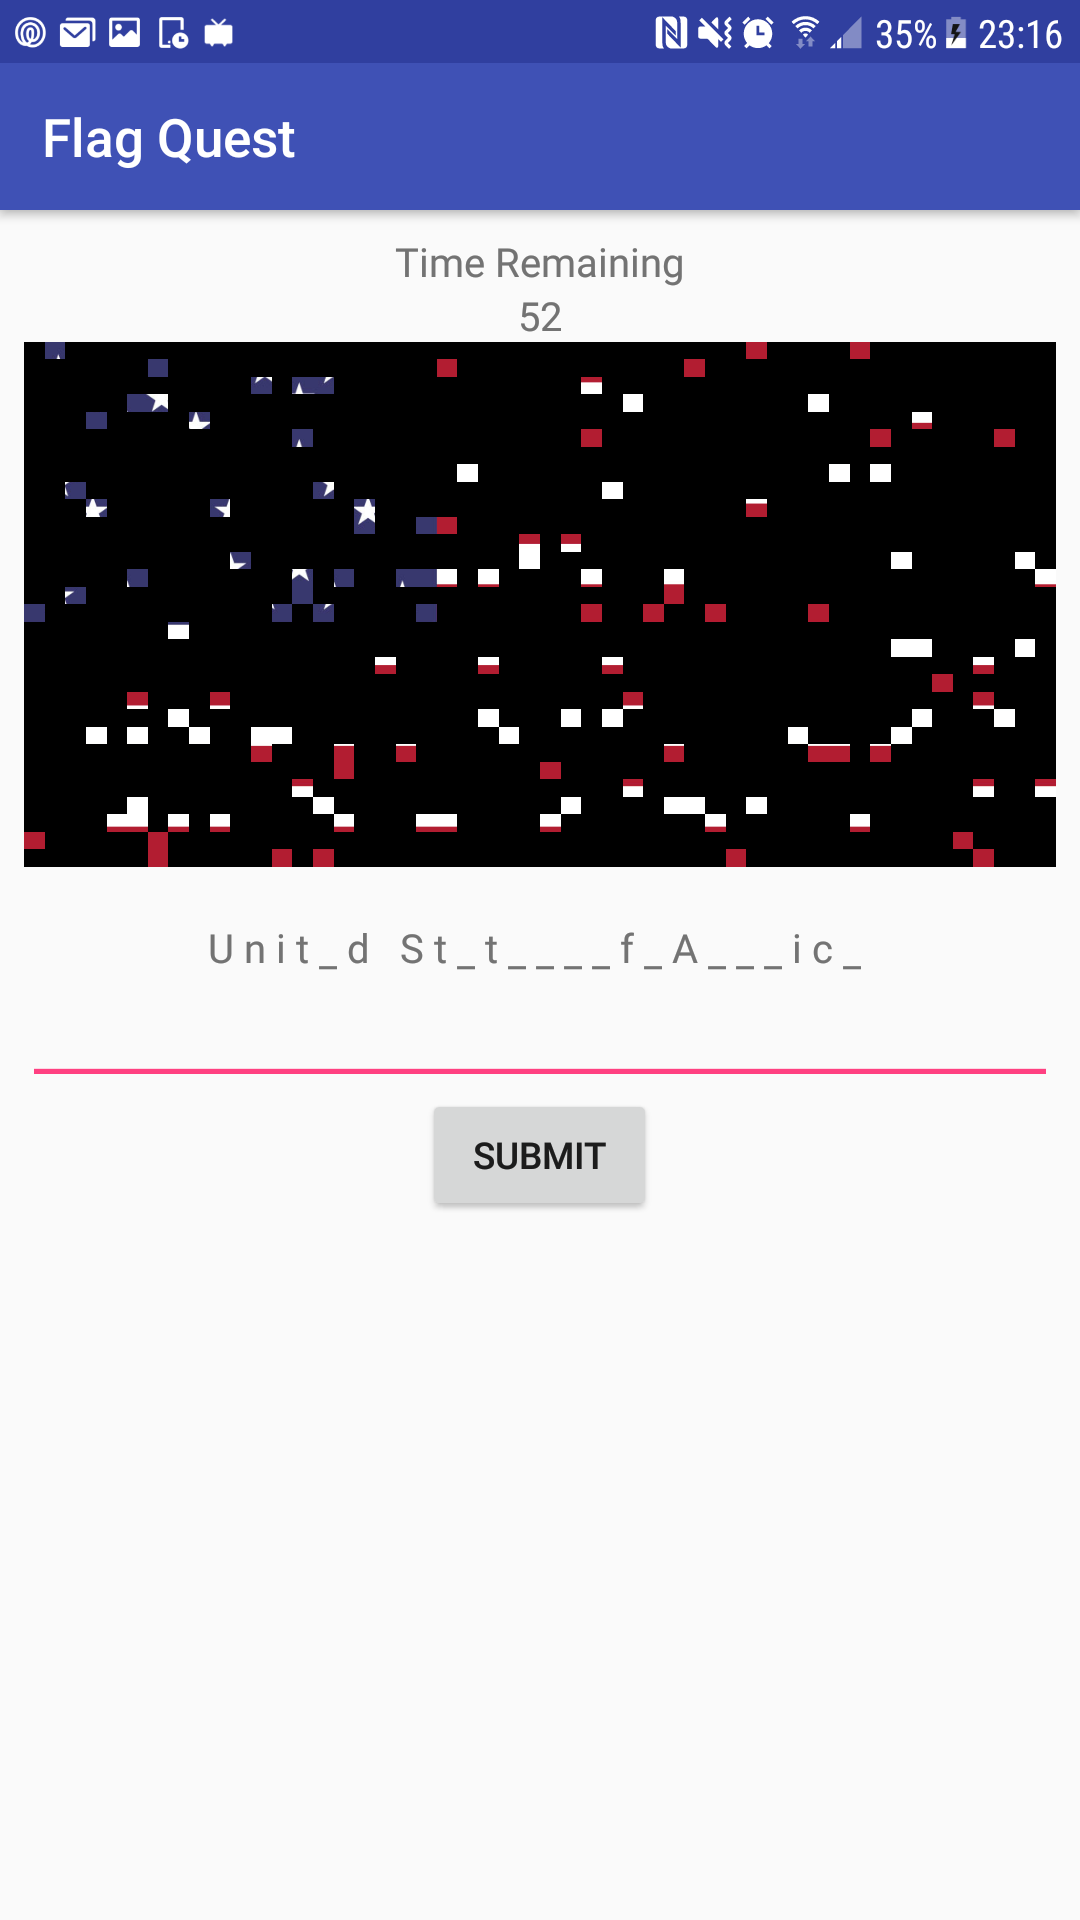 35% 23:16
Flag Quest
Time Remaining
52
U n i t _ d   S t _ t _ _ _ _ f _ A _ _ _ i c _
SUBMIT